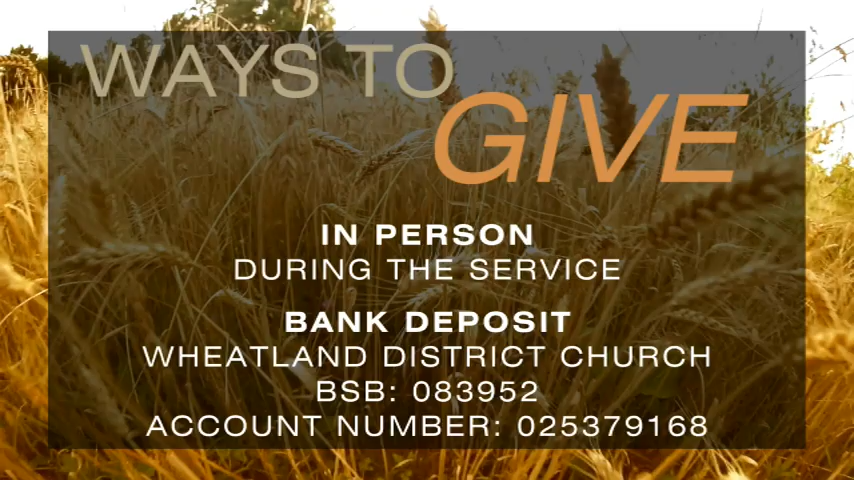 WAYS TO
GIVE
IN PERSON
DURING THE SERVICE
BANK DEPOSIT
WHEATLAND DISTRICT CHURCH
BSB: 083952
ACCOUNT NUMBER: 025379168